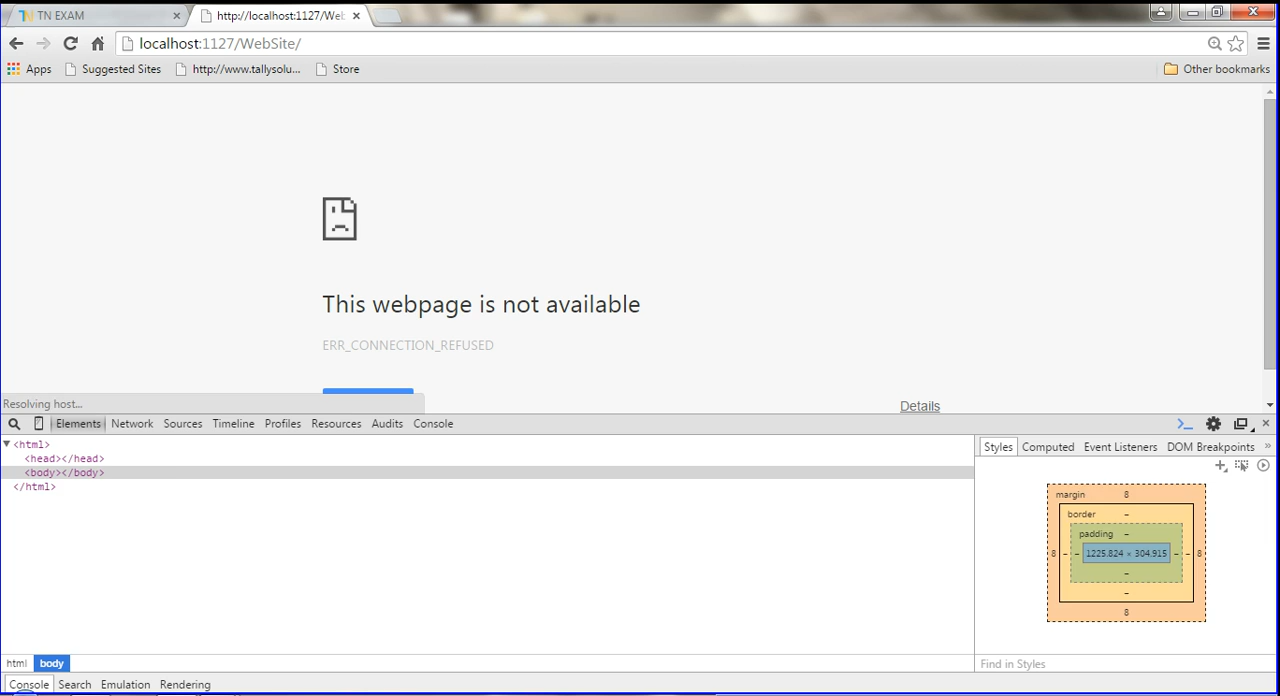 TN EXAM
http://localhost:1127/Web
localhost:1127/WebSite/
Apps Suggested Sites http://www.tallysolu... Store Other bookmarks
This webpage is not available
ERR_CONNECTION_REFUSED
Resolving host...
Details
Elements Network Sources Timeline Profiles Resources Audits Console
<html>
<head></head>
<body></body>
</html>
Styles Computed Event Listeners DOM Breakpoints »
margin 8
border –
padding –
8 – – 1225.824 × 304.915 – – 8
–
–
8
html body
Find in Styles
Console Search Emulation Rendering